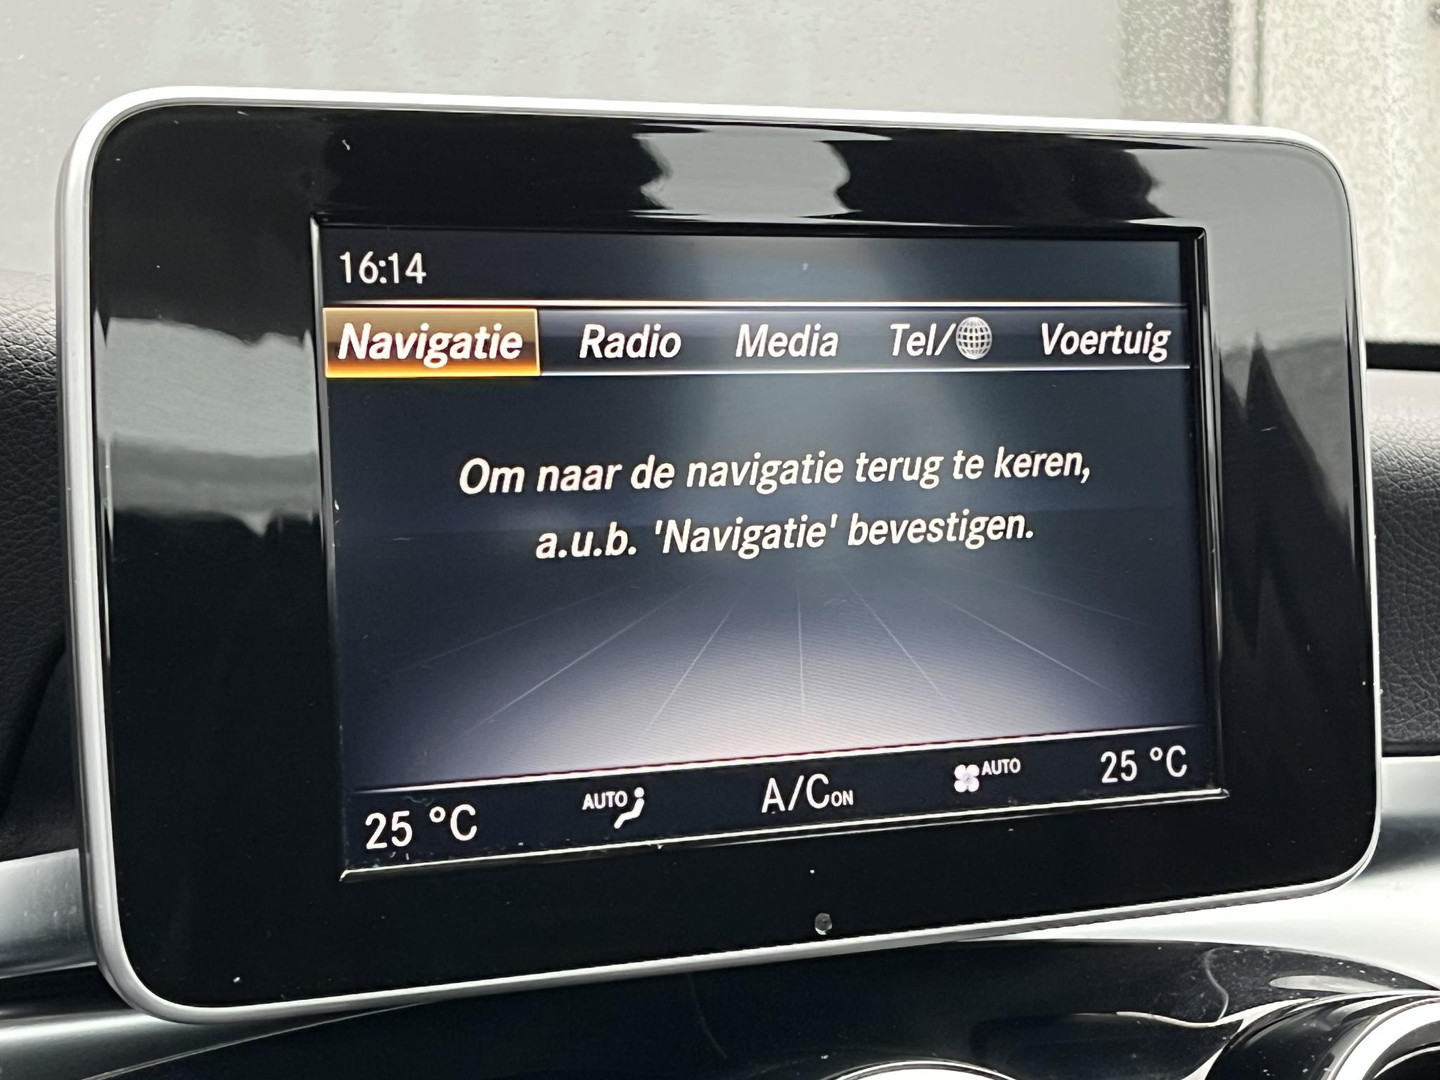 16:14
Navigatie Radio Media Tel/ Voertuig
Om naar de navigatie terug te keren,
a.u.b. 'Navigatie' bevestigen.
25 °C AUTO A/C ON AUTO 25 °C